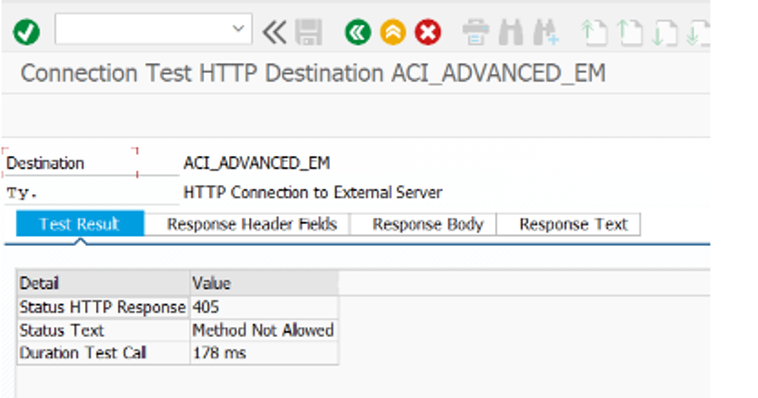 Connection Test HTTP Destination ACI_ADVANCED_EM
Destination ACI_ADVANCED_EM
Ty. HTTP Connection to External Server
Test Result Response Header Fields Response Body Response Text
Detail Value
Status HTTP Response 405
Status Text Method Not Allowed
Duration Test Call 178 ms